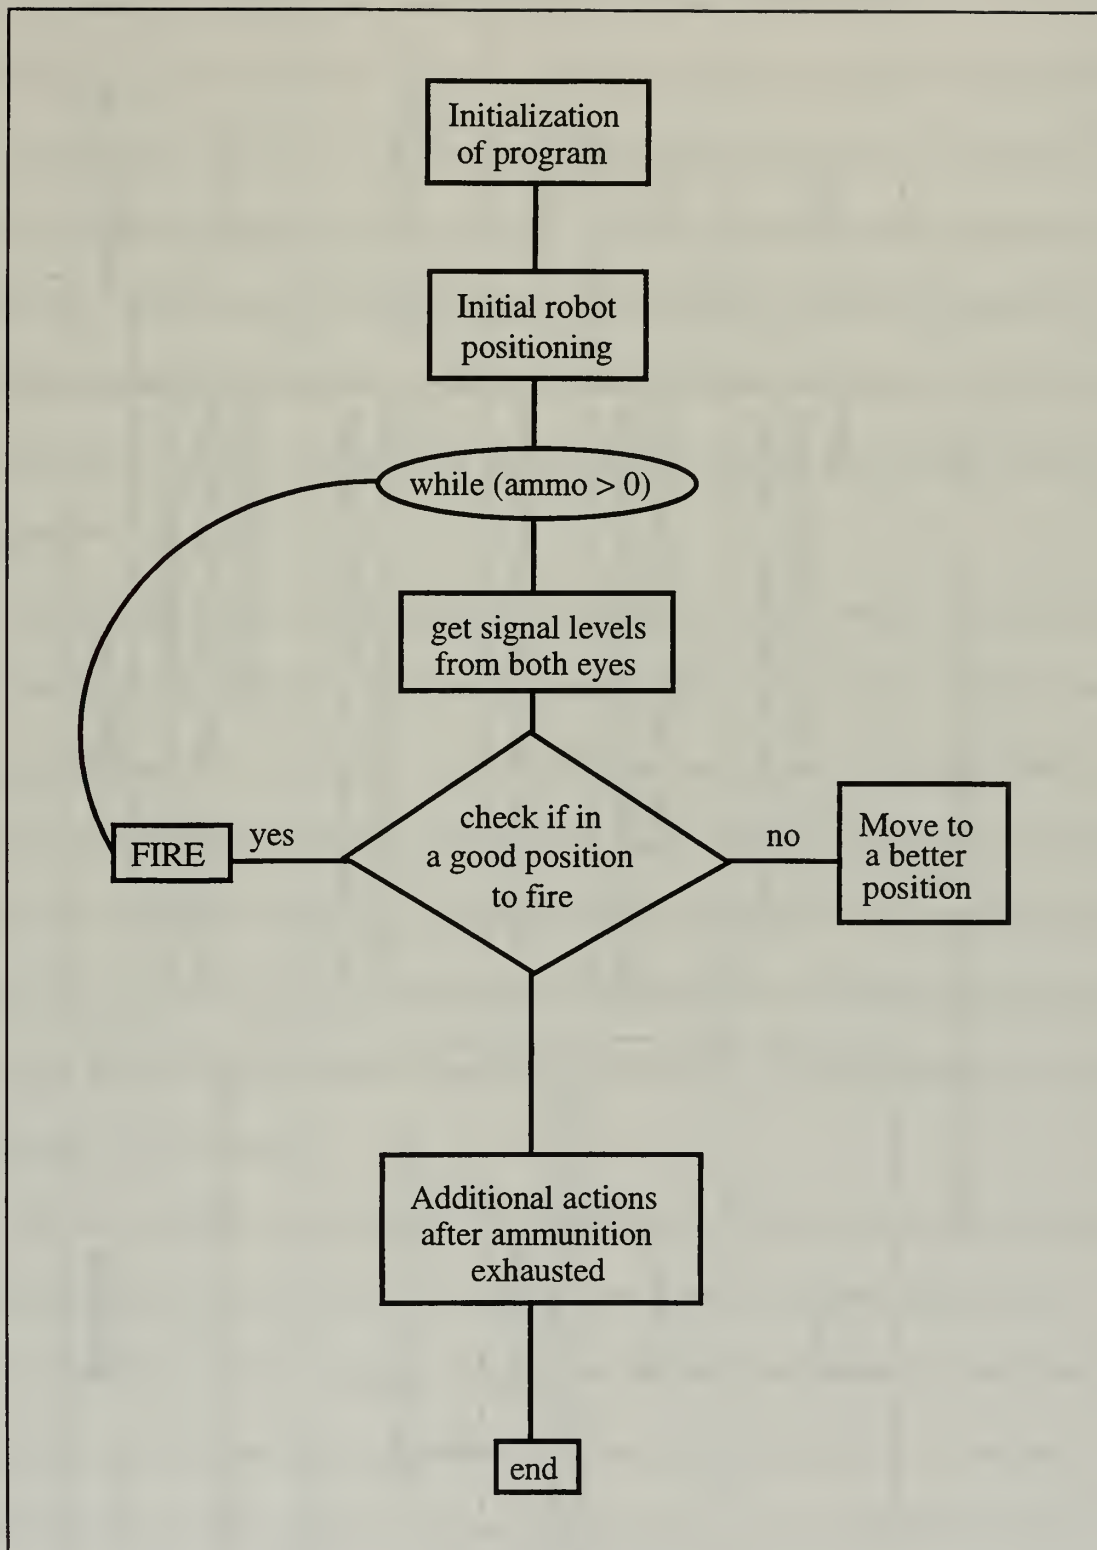 Initialization
of program
Initial robot
positioning
while (ammo > 0)
get signal levels
from both eyes
check if in
a good position
to fire
yes
FIRE
no
Move to
a better
position
Additional actions
after ammunition
exhausted
end